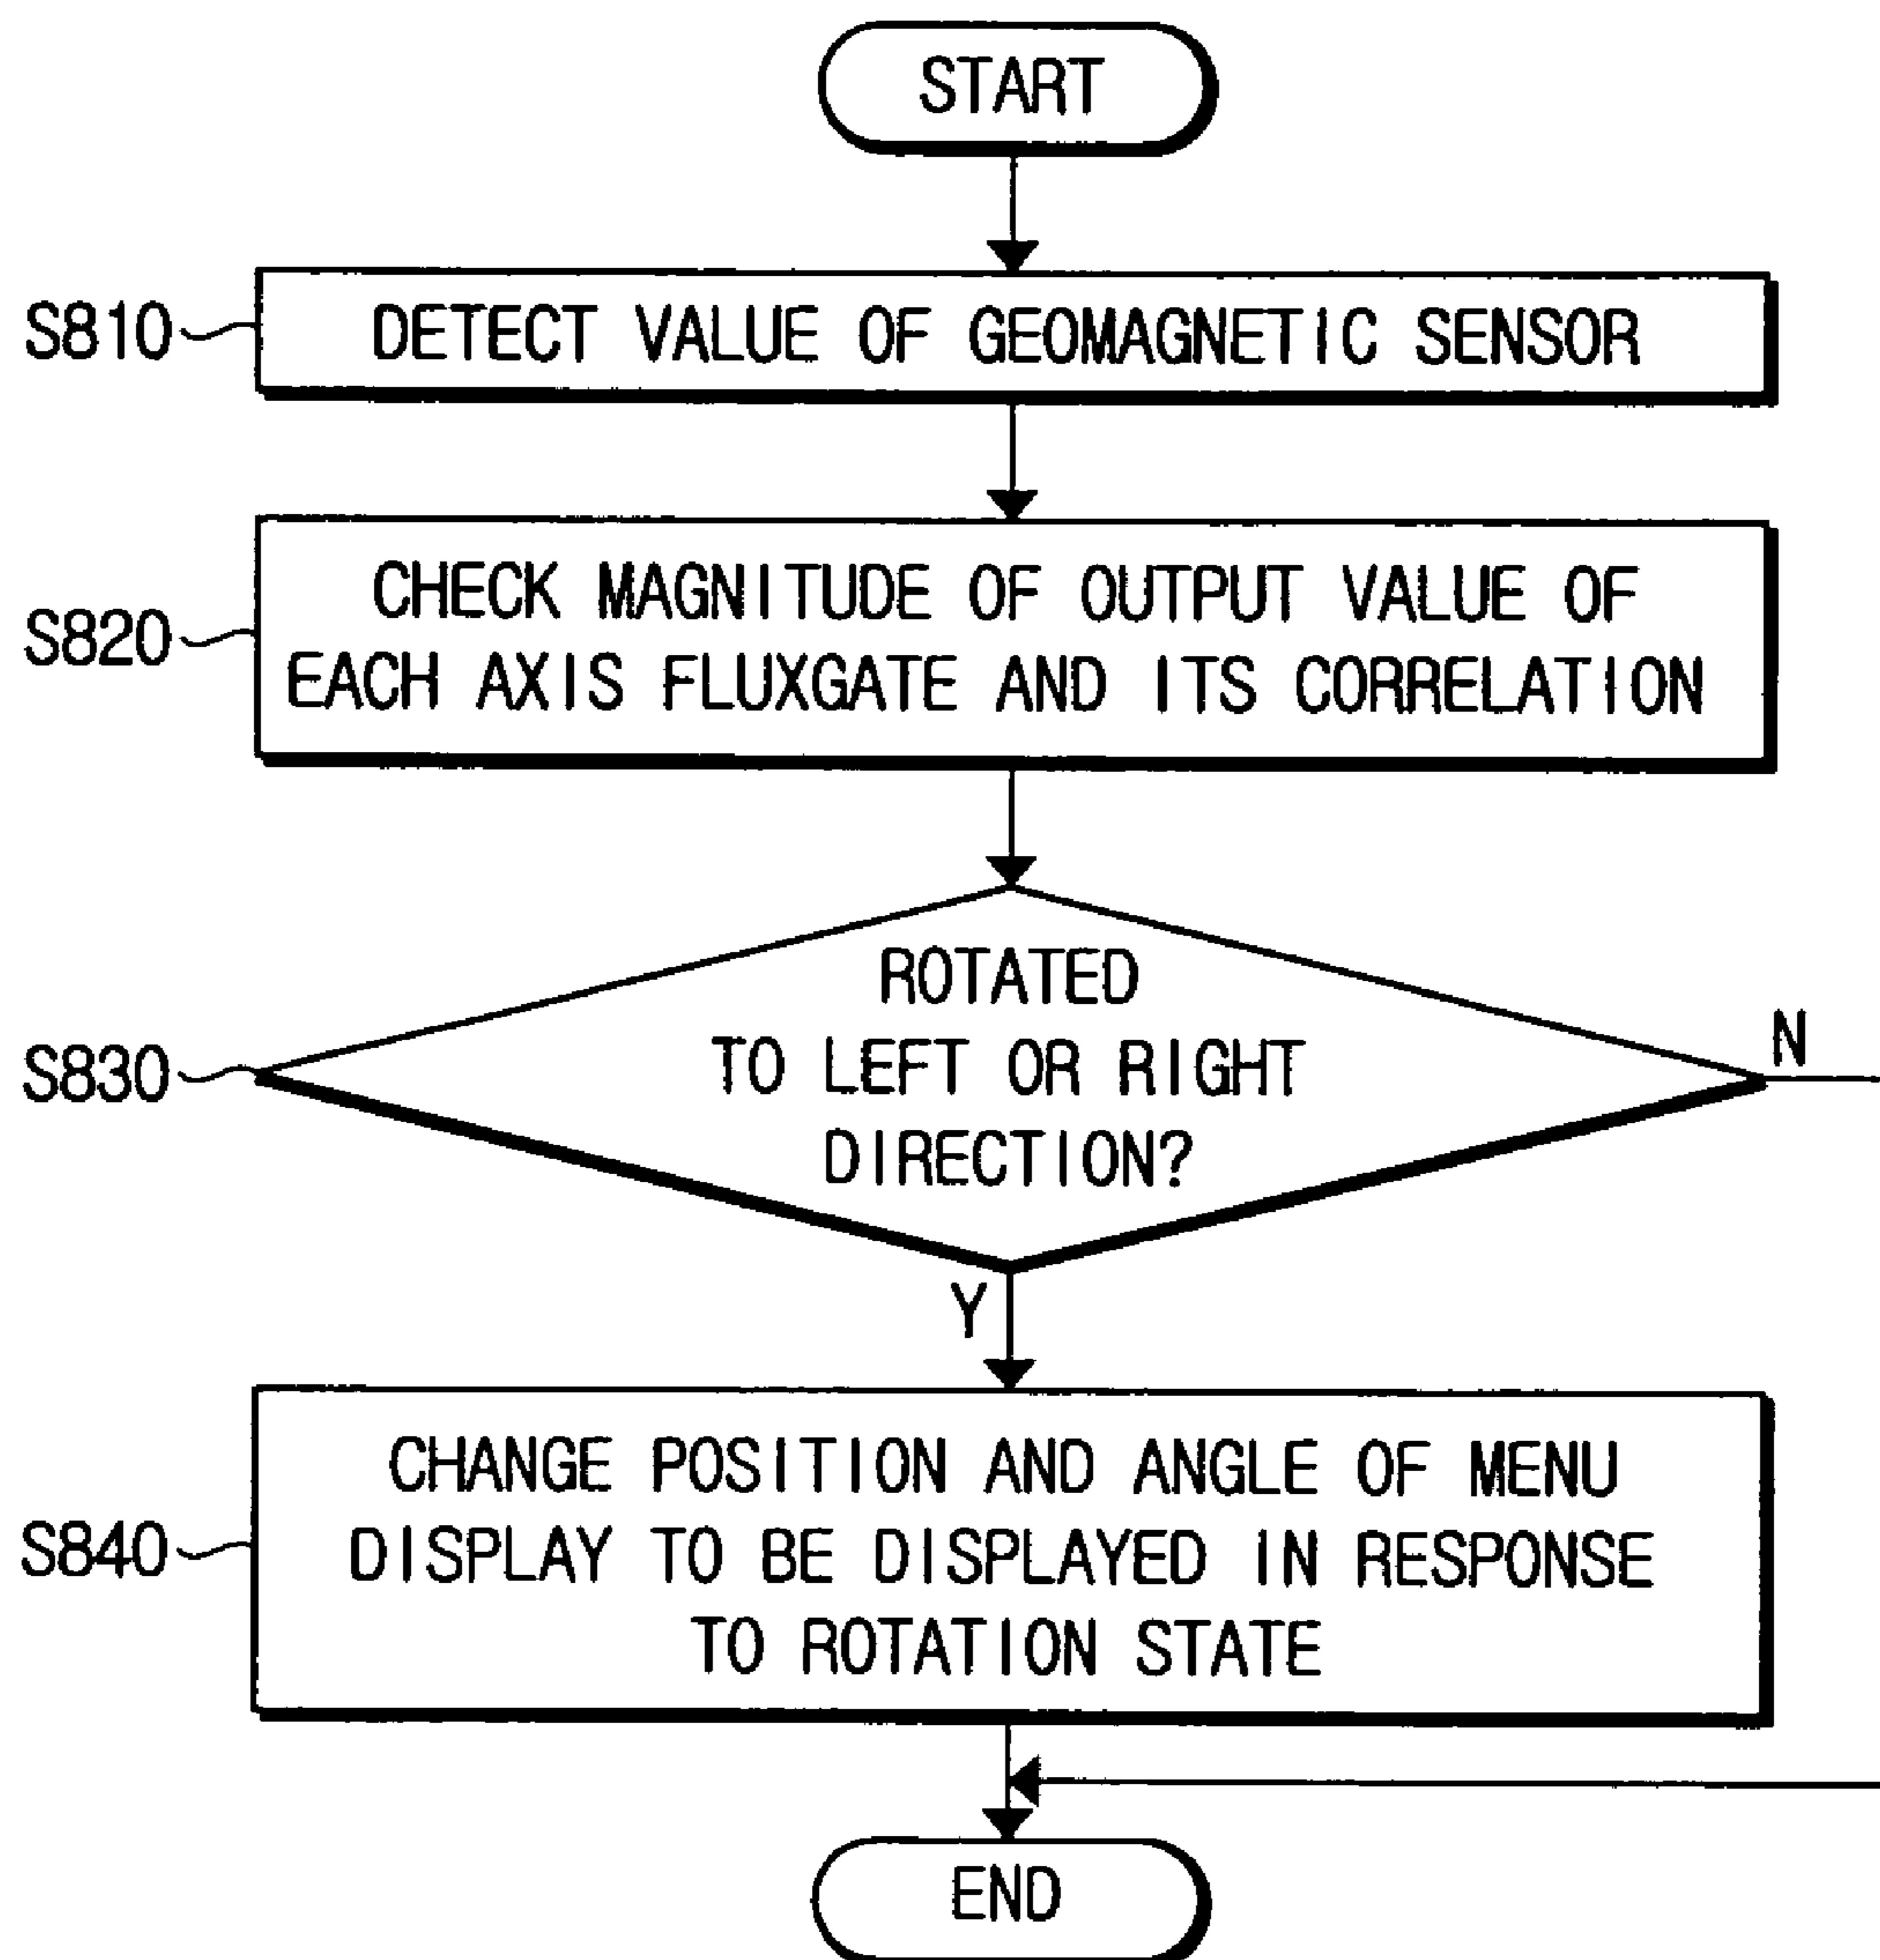 START
S810
DETECT VALUE OF GEOMAGNETIC SENSOR
S820
CHECK MAGNITUDE OF OUTPUT VALUE OF
EACH AXIS FLUXGATE AND ITS CORRELATION
S830
ROTATED
TO LEFT OR RIGHT
DIRECTION?
N
Y
S840
CHANGE POSITION AND ANGLE OF MENU
DISPLAY TO BE DISPLAYED IN RESPONSE
TO ROTATION STATE
END